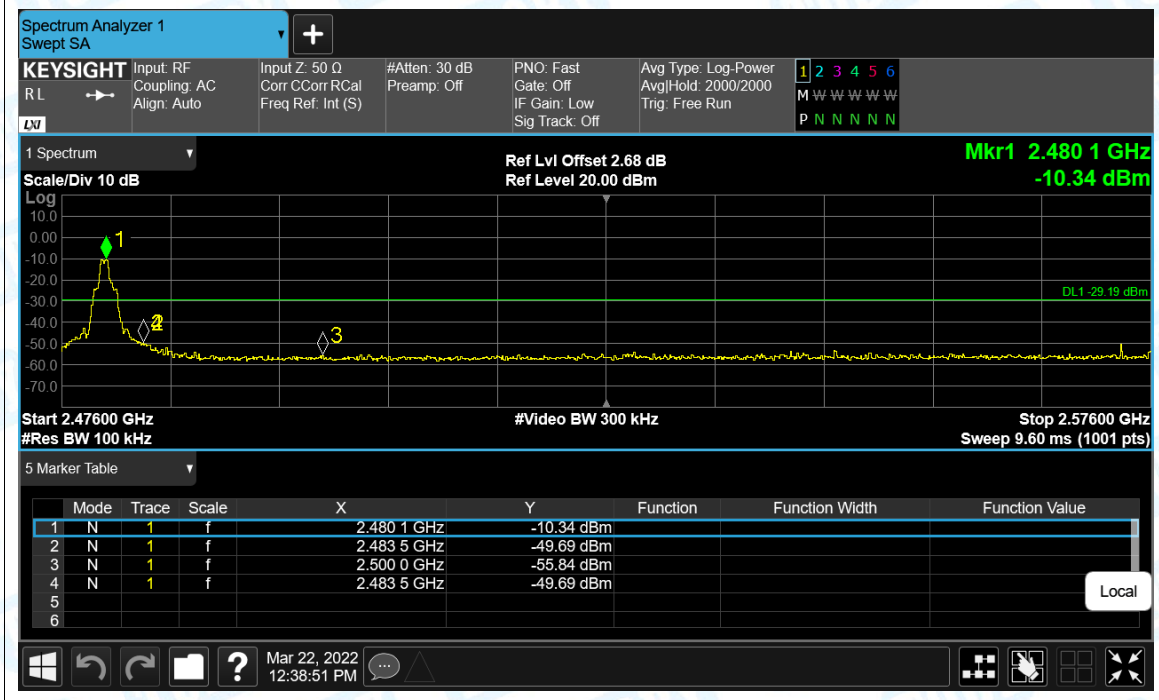 Spectrum Analyzer 1
Swept SA
KEYSIGHT
R L
LXI
Input: RF
Coupling: AC
Align: Auto
Input Z: 50 Ω
Corr CCorr RCal
Freq Ref: Int (S)
#Atten: 30 dB
Preamp: Off
PNO: Fast
Gate: Off
IF Gain: Low
Sig Track: Off
Avg Type: Log-Power
Avg|Hold: 2000/2000
Trig: Free Run
1 2 3 4 5 6
M W W W W W
P N N N N N
1 Spectrum
Scale/Div 10 dB
Ref Lvl Offset 2.68 dB
Ref Level 20.00 dBm
Mkr1 2.480 1 GHz
-10.34 dBm
Log
10.0
0.00
-10.0
-20.0
-30.0
-40.0
-50.0
-60.0
-70.0
1
3
DL1 -29.19 dBm
Start 2.47600 GHz
#Res BW 100 kHz
#Video BW 300 kHz
Stop 2.57600 GHz
Sweep 9.60 ms (1001 pts)
5 Marker Table
Mode Trace Scale X Y Function Function Width Function Value
1 N 1 f 2.480 1 GHz -10.34 dBm
2 N 1 f 2.483 5 GHz -49.69 dBm
3 N 1 f 2.500 0 GHz -55.84 dBm
4 N 1 f 2.483 5 GHz -49.69 dBm
5
6
Local
?
Mar 22, 2022
12:38:51 PM